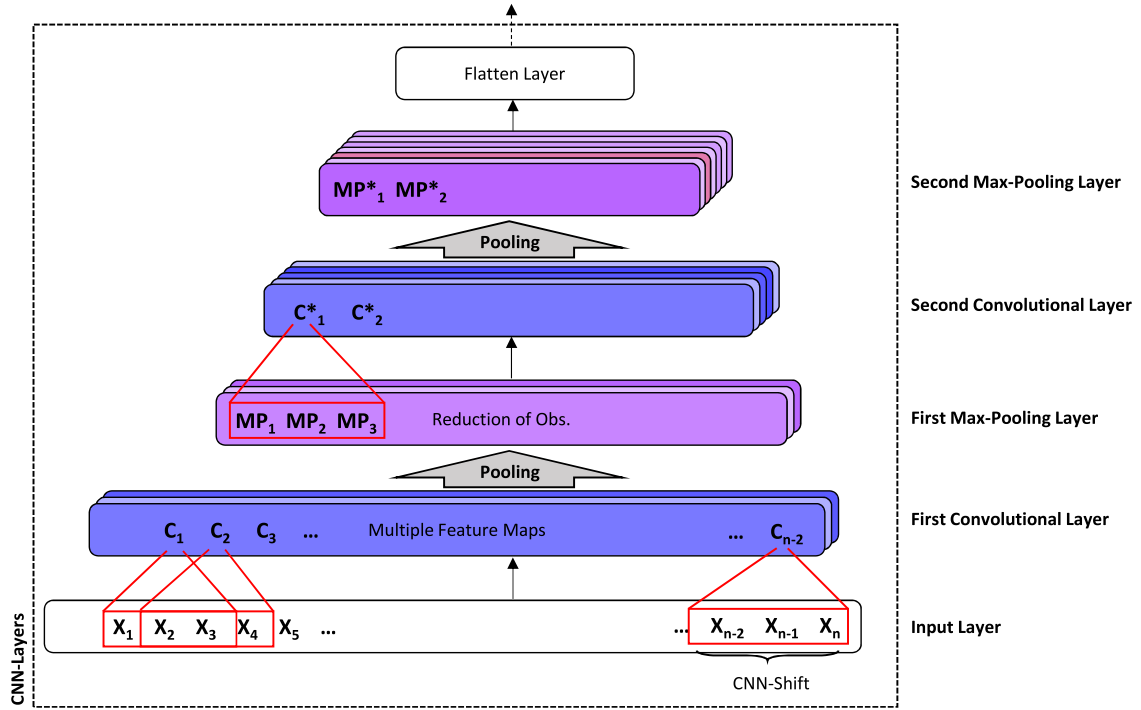 Flatten Layer
MP*1 MP*2
Second Max-Pooling Layer
Pooling
C*1 C*2
Second Convolutional Layer
MP1 MP2 MP3 Reduction of Obs.
First Max-Pooling Layer
Pooling
C1 C2 C3 ... Multiple Feature Maps ... Cn-2
First Convolutional Layer
X1 X2 X3 X4 X5 ... ... Xn-2 Xn-1 Xn
Input Layer
CNN-Shift
CNN-Layers